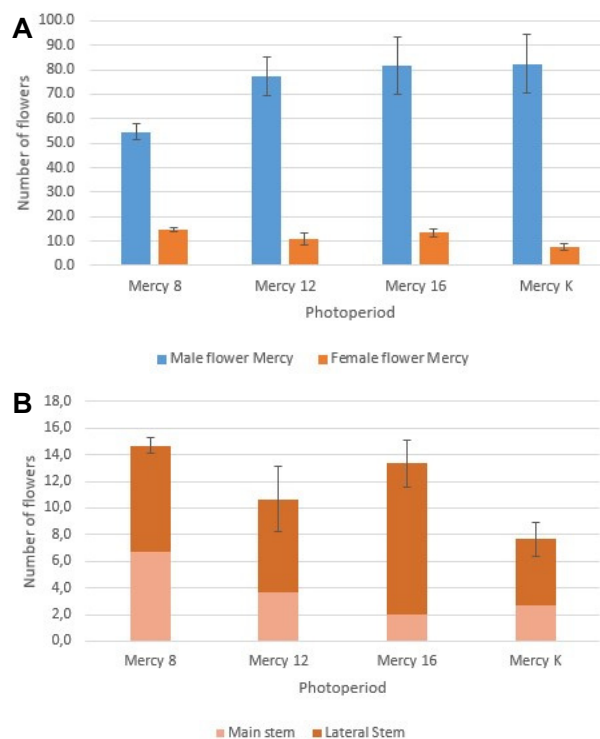 A
100.0
90.0
80.0
70.0
60.0
50.0
40.0
30.0
20.0
10.0
0.0
Number of flowers
Mercy 8 Mercy 12 Mercy 16 Mercy K
Photoperiod
Male flower Mercy Female flower Mercy
B
18,0
16,0
14,0
12,0
10,0
8,0
6,0
4,0
2,0
0,0
Number of flowers
Mercy 8 Mercy 12 Mercy 16 Mercy K
Photoperiod
Main stem Lateral Stem